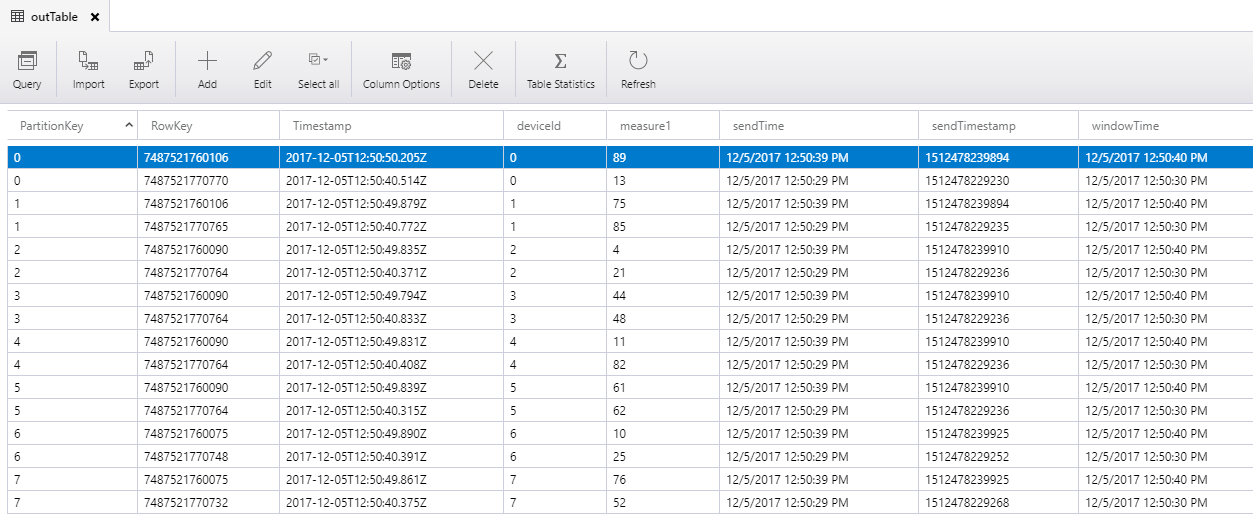 outTable
Query Import Export Add Edit Select all Column Options Delete Table Statistics Refresh
PartitionKey RowKey Timestamp deviceId measure1 sendTime sendTimestamp windowTime
0 7487521760106 2017-12-05T12:50:50.205Z 0 89 12/5/2017 12:50:39 PM 1512478239894 12/5/2017 12:50:40 PM
0 7487521770770 2017-12-05T12:50:40.514Z 0 13 12/5/2017 12:50:29 PM 1512478229230 12/5/2017 12:50:30 PM
1 7487521760106 2017-12-05T12:50:49.879Z 1 75 12/5/2017 12:50:39 PM 1512478239894 12/5/2017 12:50:40 PM
1 7487521770765 2017-12-05T12:50:40.772Z 1 85 12/5/2017 12:50:29 PM 1512478229235 12/5/2017 12:50:30 PM
2 7487521760090 2017-12-05T12:50:49.835Z 2 4 12/5/2017 12:50:39 PM 1512478239910 12/5/2017 12:50:40 PM
2 7487521770764 2017-12-05T12:50:40.371Z 2 21 12/5/2017 12:50:29 PM 1512478229236 12/5/2017 12:50:30 PM
3 7487521760090 2017-12-05T12:50:49.794Z 3 44 12/5/2017 12:50:39 PM 1512478239910 12/5/2017 12:50:40 PM
3 7487521770764 2017-12-05T12:50:40.833Z 3 48 12/5/2017 12:50:29 PM 1512478229236 12/5/2017 12:50:30 PM
4 7487521760090 2017-12-05T12:50:49.831Z 4 11 12/5/2017 12:50:39 PM 1512478239910 12/5/2017 12:50:40 PM
4 7487521770764 2017-12-05T12:50:40.408Z 4 82 12/5/2017 12:50:29 PM 1512478229236 12/5/2017 12:50:30 PM
5 7487521760090 2017-12-05T12:50:49.839Z 5 61 12/5/2017 12:50:39 PM 1512478239910 12/5/2017 12:50:40 PM
5 7487521770764 2017-12-05T12:50:40.315Z 5 62 12/5/2017 12:50:29 PM 1512478229236 12/5/2017 12:50:30 PM
6 7487521760075 2017-12-05T12:50:49.890Z 6 10 12/5/2017 12:50:39 PM 1512478239925 12/5/2017 12:50:40 PM
6 7487521770748 2017-12-05T12:50:40.391Z 6 25 12/5/2017 12:50:29 PM 1512478229252 12/5/2017 12:50:30 PM
7 7487521760075 2017-12-05T12:50:49.861Z 7 76 12/5/2017 12:50:39 PM 1512478239925 12/5/2017 12:50:40 PM
7 7487521770732 2017-12-05T12:50:40.375Z 7 52 12/5/2017 12:50:29 PM 1512478229268 12/5/2017 12:50:30 PM